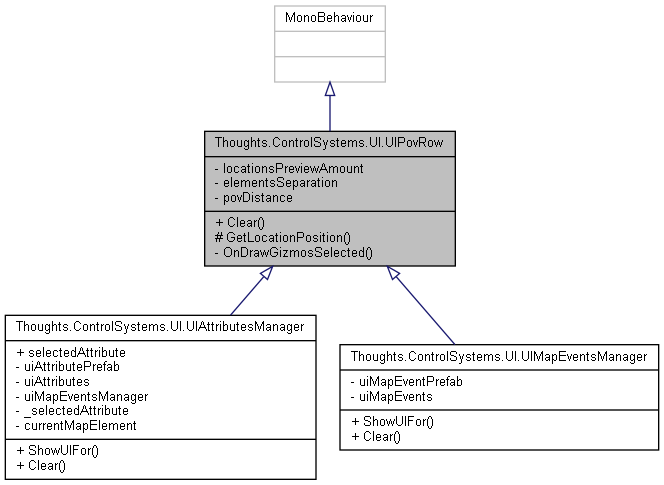 MonoBehaviour
Thoughts.ControlSystems.UI.UIPovRow
- locationsPreviewAmount
- elementsSeparation
- povDistance
+ Clear()
# GetLocationPosition()
- OnDrawGizmosSelected()
Thoughts.ControlSystems.UI.UIAttributesManager
+ selectedAttribute
- uiAttributePrefab
- uiAttributes
- uiMapEventsManager
- _selectedAttribute
- currentMapElement
+ ShowUIFor()
+ Clear()
Thoughts.ControlSystems.UI.UIMapEventsManager
- uiMapEventPrefab
- uiMapEvents
+ ShowUIFor()
+ Clear()